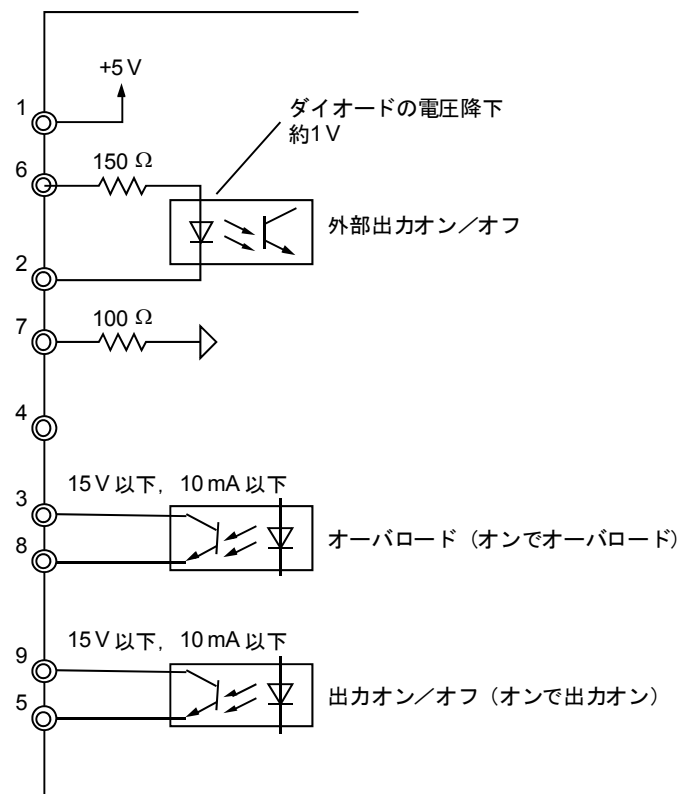 +5 V
1
ダイオードの電圧降下
約1 V
6
150 Ω
外部出力オン／オフ
2
7
100 Ω
4
15 V 以下，10 mA 以下
3
オーバロード（オンでオーバロード）
8
15 V 以下，10 mA 以下
9
出力オン／オフ（オンで出力オン）
5